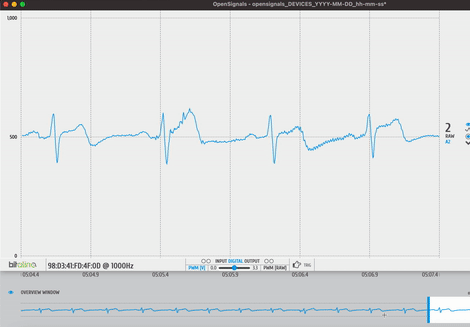 OpenSignals - opensignals_DEVICES_YYYY-MM-DD_hh-mm-ss*
1,000
500
2
RAW
A2
0
bitalino
98:D3:41:FD:4F:0D @ 1000Hz
INPUT DIGITAL OUTPUT
PWM [V] 0.0 3.3 PWM [RAW]
TAG
05:04.4 05:04.9 05:05.4 05:05.9 05:06.4 05:06.9 05:07.4
OVERVIEW WINDOW